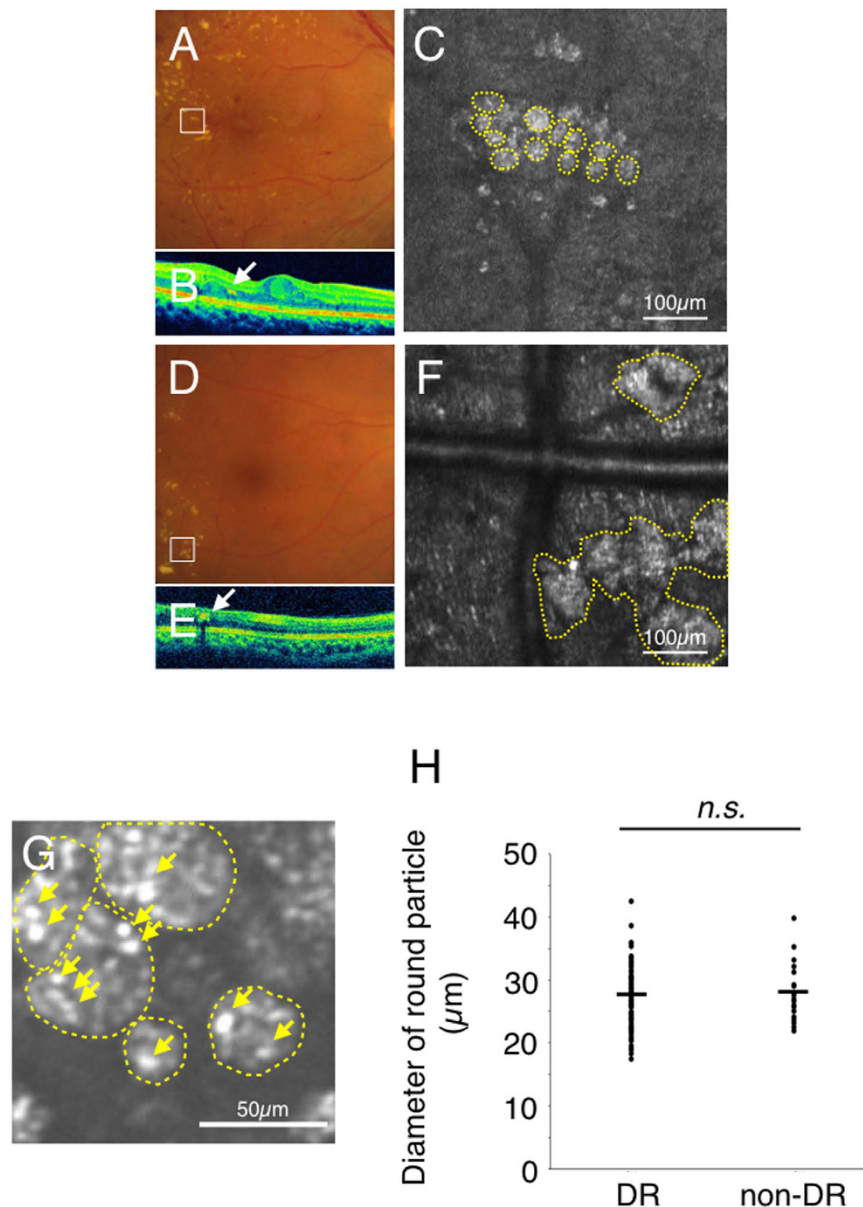 A
B
C
100µm
D
E
F
100µm
G
50µm
H
n.s.
Diameter of round particle
(µm)
50
40
30
20
10
0
DR
non-DR